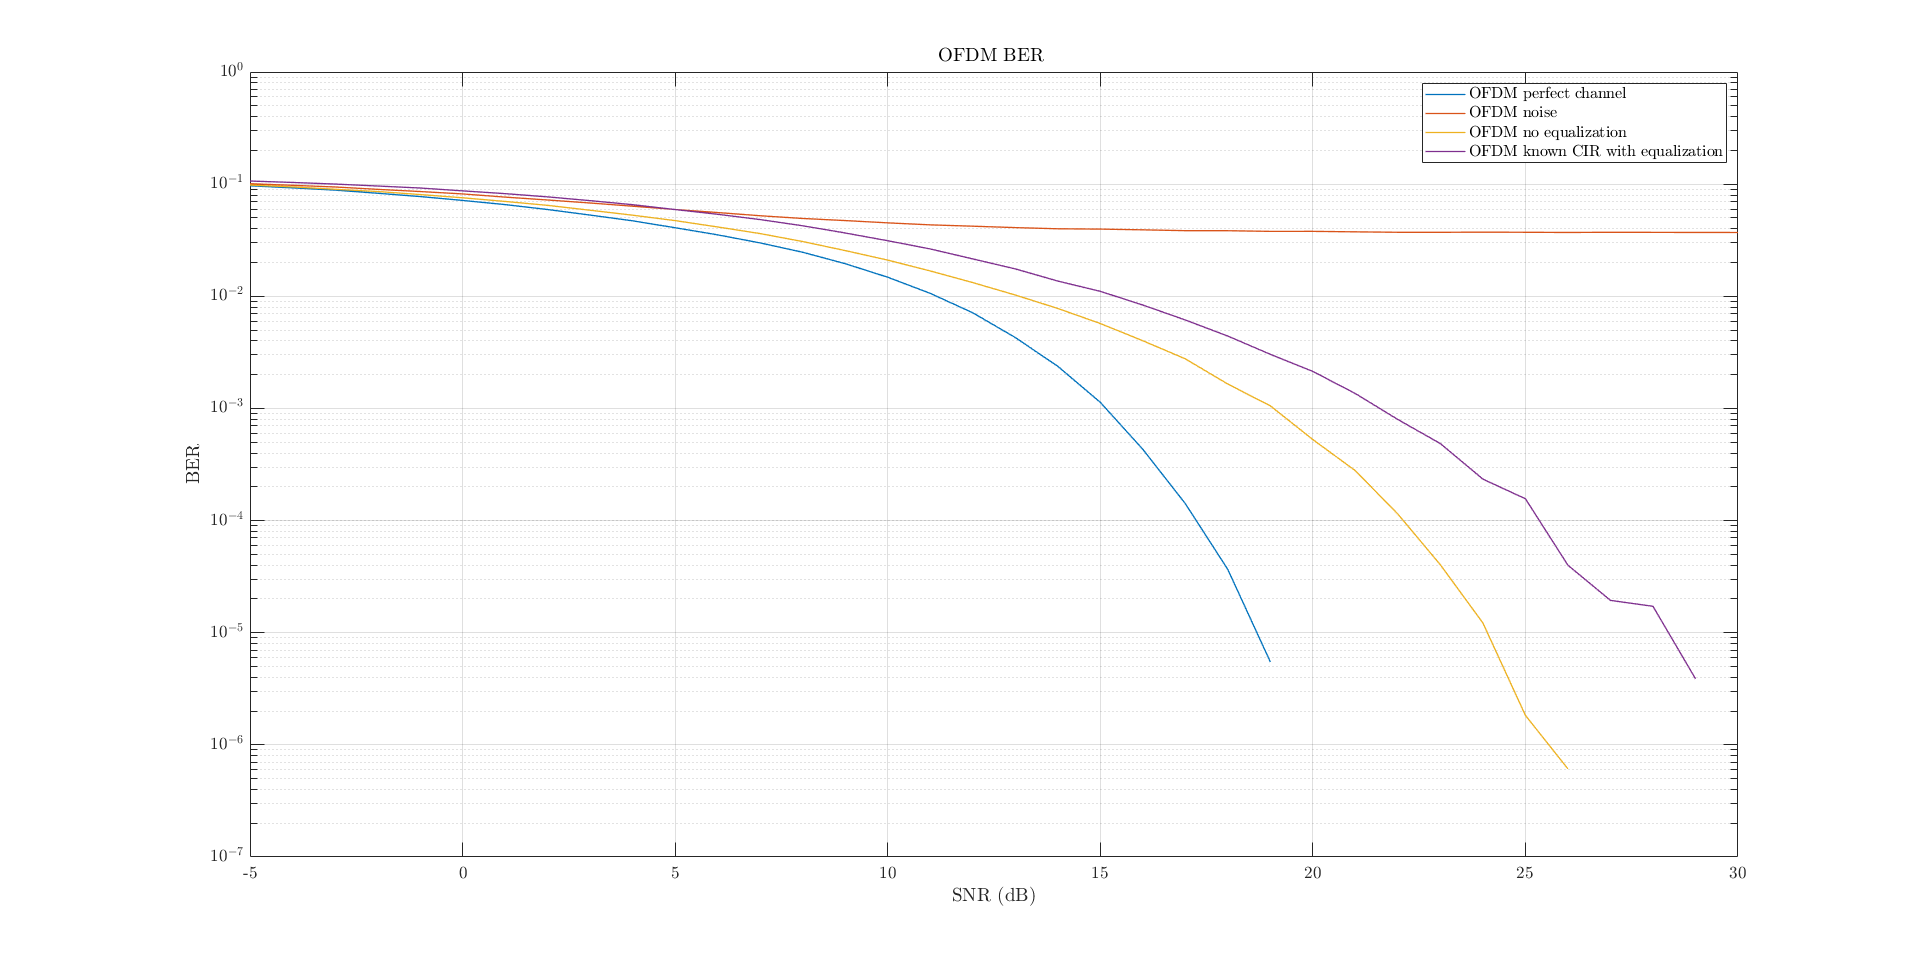 OFDM BER
10^0
10^-1
10^-2
10^-3
10^-4
10^-5
10^-6
10^-7
BER
OFDM perfect channel
OFDM noise
OFDM no equalization
OFDM known CIR with equalization
-5 0 5 10 15 20 25 30
SNR (dB)